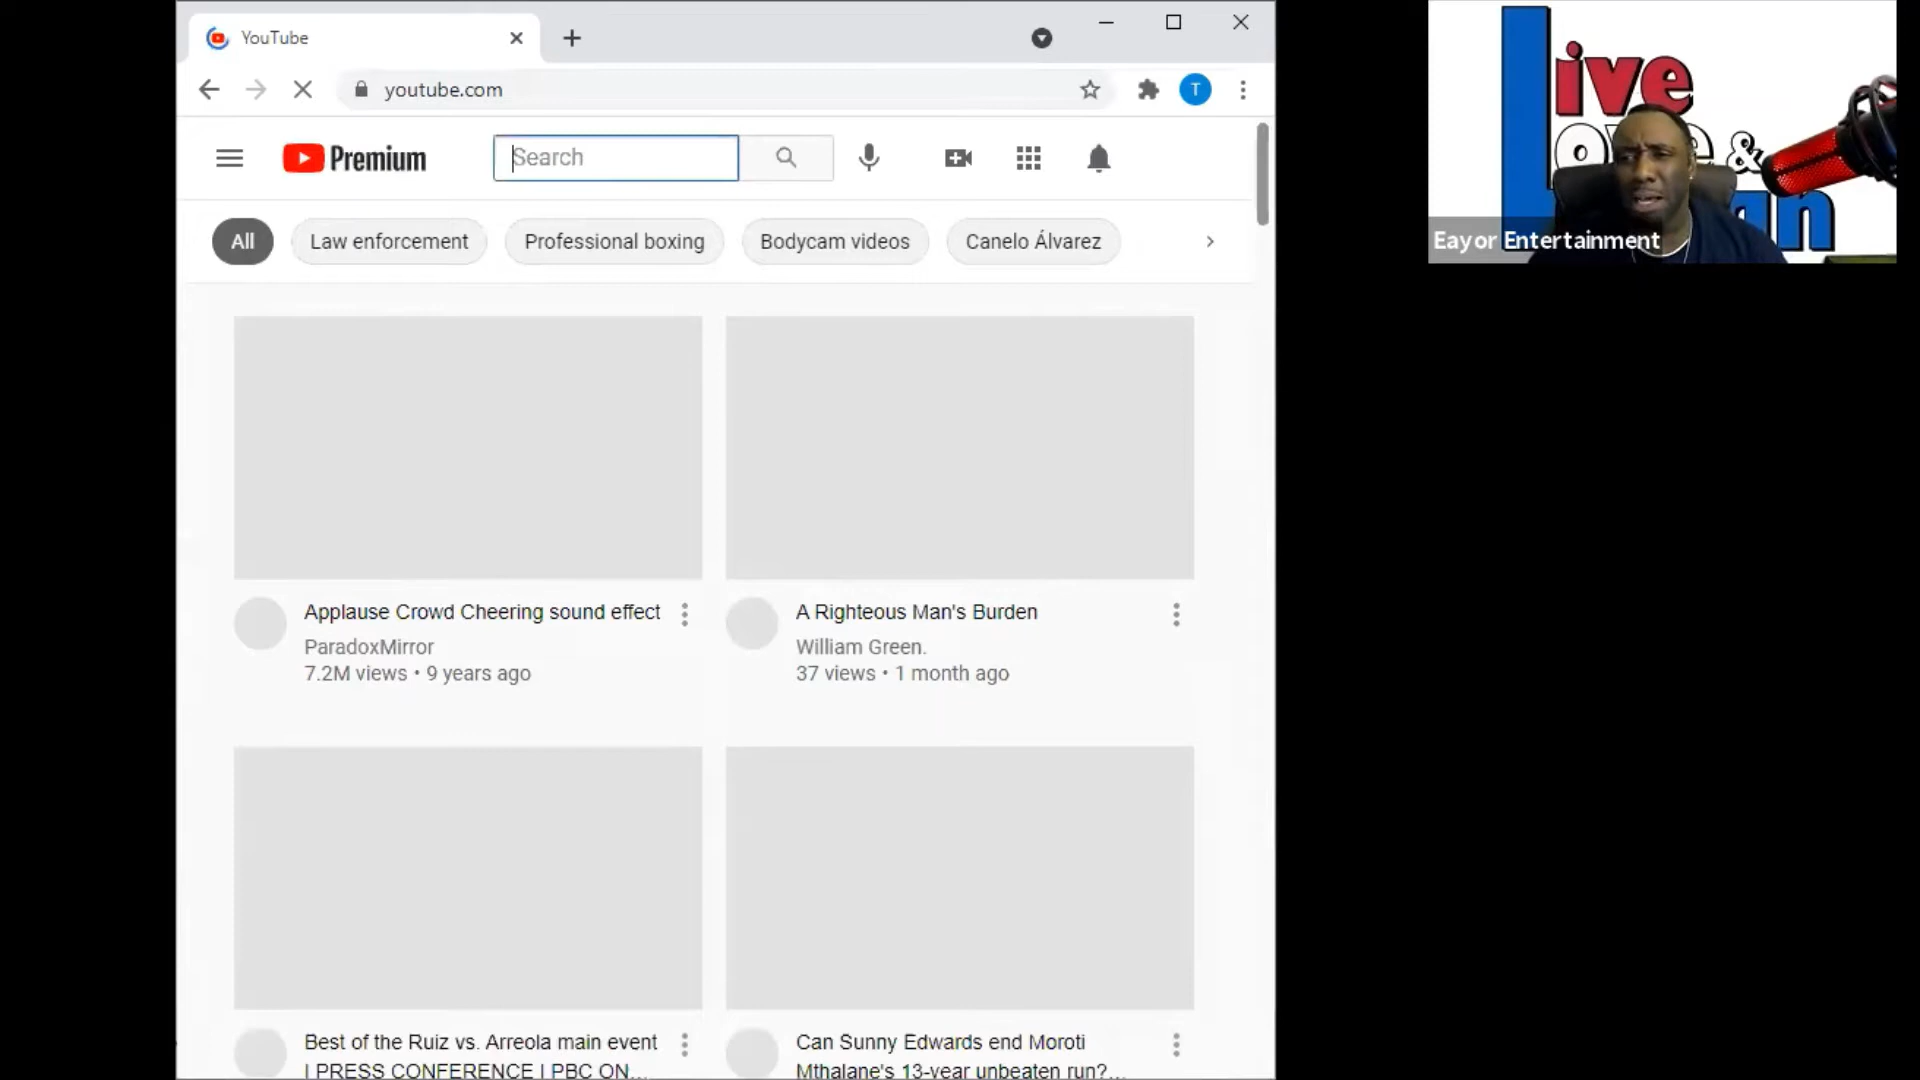 YouTube
youtube.com
T
Premium
Search
All
Law enforcement
Professional boxing
Bodycam videos
Canelo Álvarez
Applause Crowd Cheering sound effect
ParadoxMirror
7.2M views • 9 years ago
A Righteous Man's Burden
William Green.
37 views • 1 month ago
Best of the Ruiz vs. Arreola main event
| PRESS CONFERENCE | PBC ON...
Can Sunny Edwards end Moroti
Mthalane's 13-year unbeaten run?...
Live
&
Eayor Entertainment